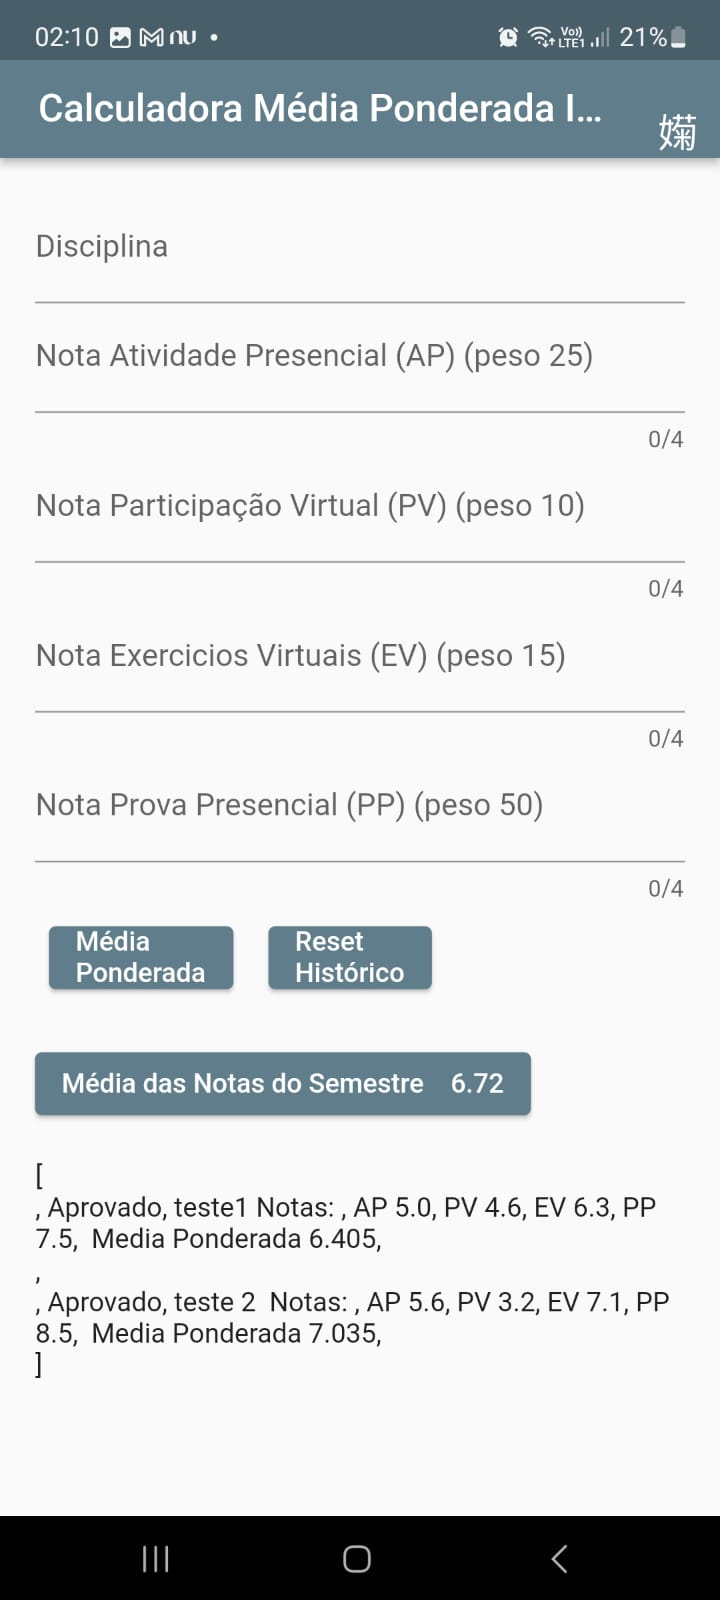 02:10
Vo))
LTE1
21%
Calculadora Média Ponderada I...
Disciplina
Nota Atividade Presencial (AP) (peso 25)
0/4
Nota Participação Virtual (PV) (peso 10)
0/4
Nota Exercicios Virtuais (EV) (peso 15)
0/4
Nota Prova Presencial (PP) (peso 50)
0/4
Média
Ponderada
Reset
Histórico
Média das Notas do Semestre 6.72
[
, Aprovado, teste1 Notas: , AP 5.0, PV 4.6, EV 6.3, PP
7.5,  Media Ponderada 6.405,
,
, Aprovado, teste 2  Notas: , AP 5.6, PV 3.2, EV 7.1, PP
8.5,  Media Ponderada 7.035,
]